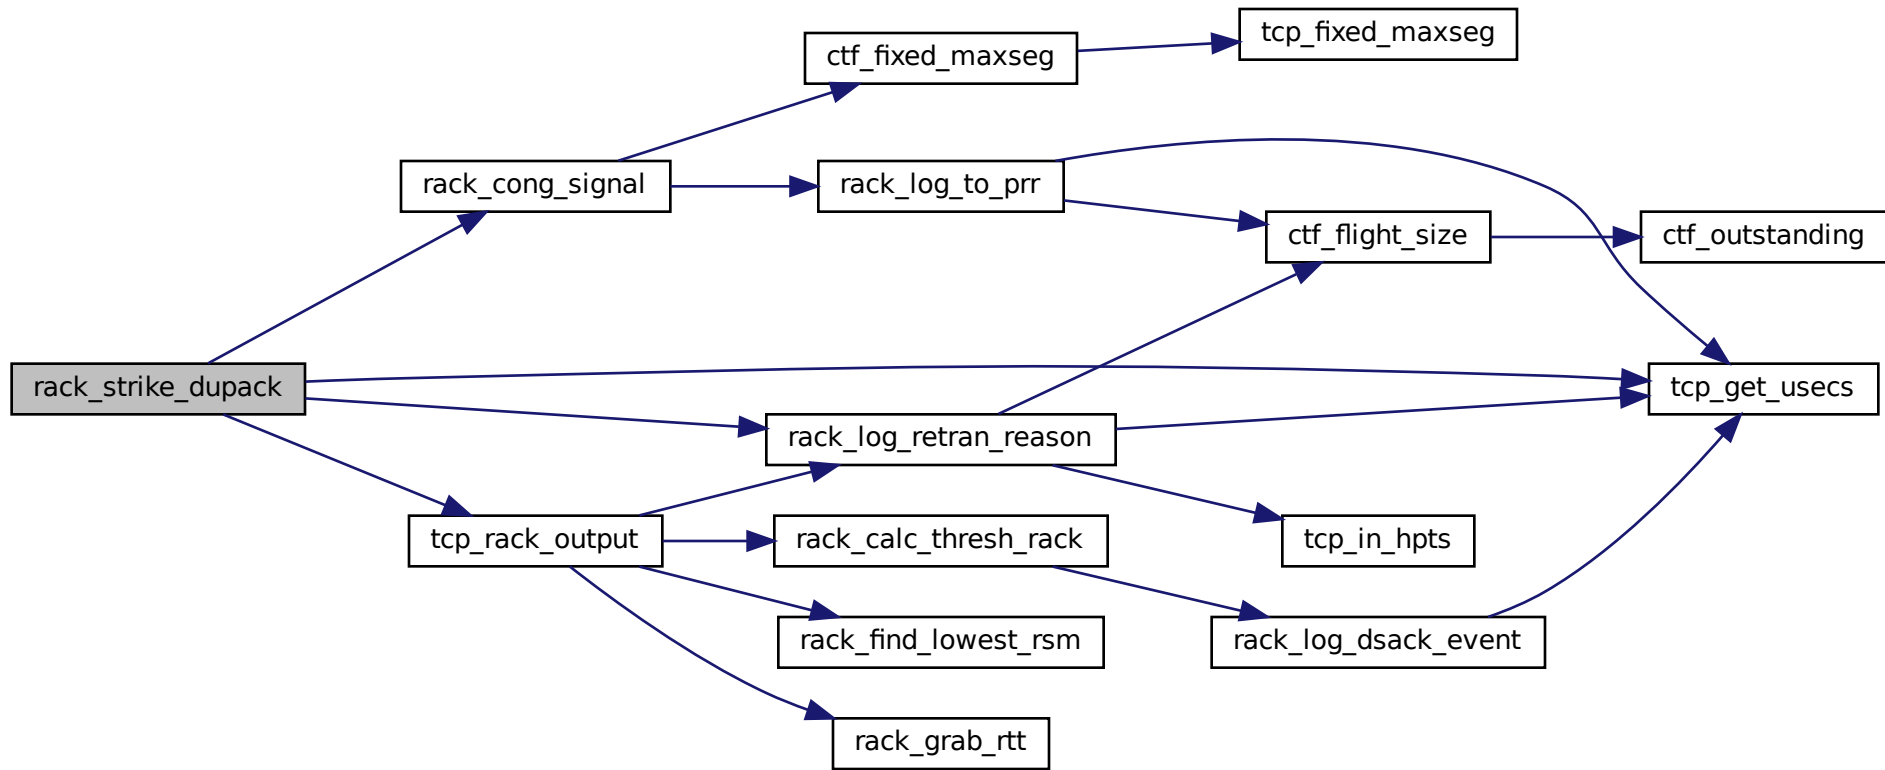 tcp_fixed_maxseg
ctf_fixed_maxseg
rack_cong_signal
rack_log_to_prr
ctf_flight_size
ctf_outstanding
rack_strike_dupack
tcp_get_usecs
rack_log_retran_reason
tcp_rack_output
rack_calc_thresh_rack
tcp_in_hpts
rack_find_lowest_rsm
rack_log_dsack_event
rack_grab_rtt